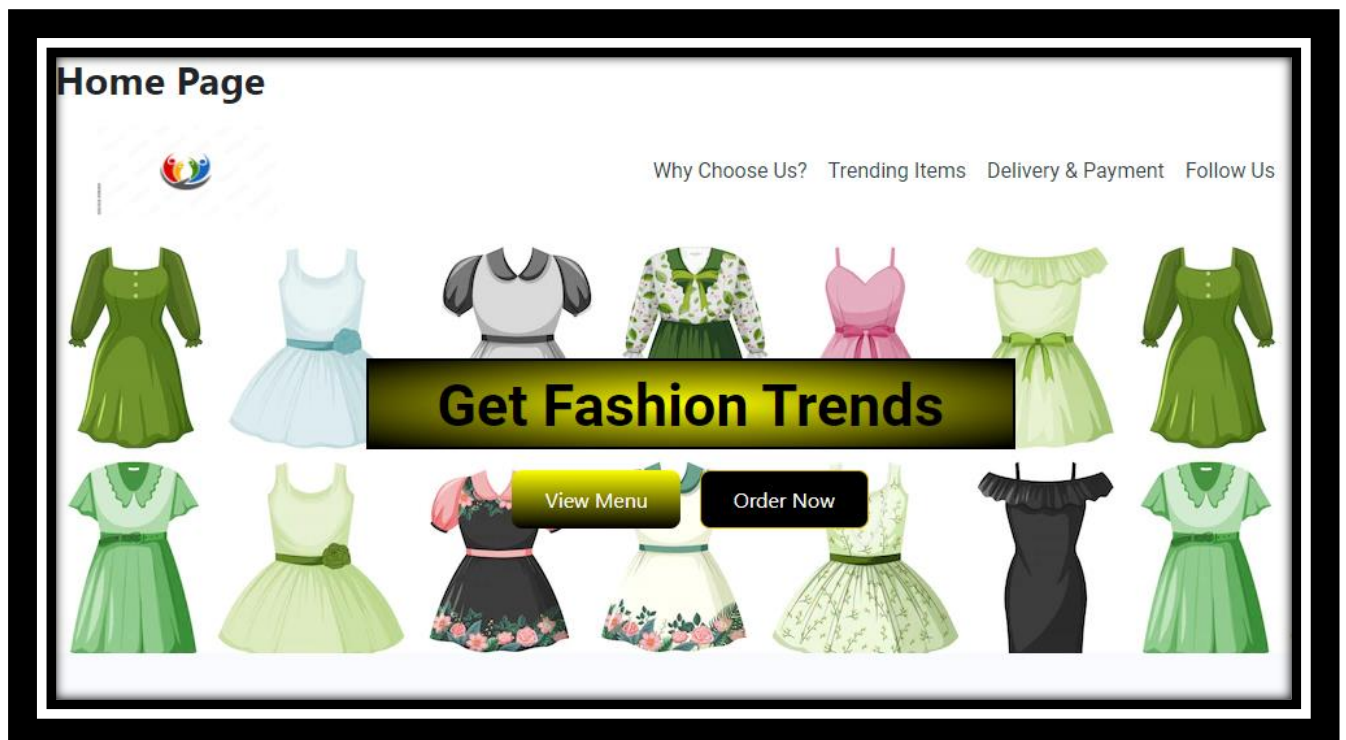 Home Page
Why Choose Us? Trending Items Delivery & Payment Follow Us
Get Fashion Trends
View Menu Order Now